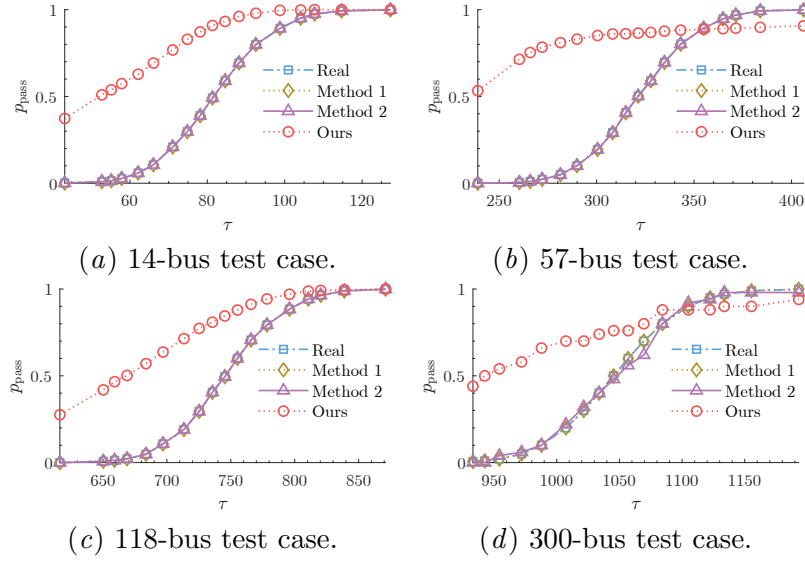 1
0.5
0
p_pass
60
80
100
120
τ
Real
Method 1
Method 2
Ours
(a) 14-bus test case.
1
0.5
0
p_pass
250
300
350
400
τ
Real
Method 1
Method 2
Ours
(b) 57-bus test case.
1
0.5
0
p_pass
650
700
750
800
850
τ
Real
Method 1
Method 2
Ours
(c) 118-bus test case.
1
0.5
0
p_pass
950
1000
1050
1100
1150
τ
Real
Method 1
Method 2
Ours
(d) 300-bus test case.